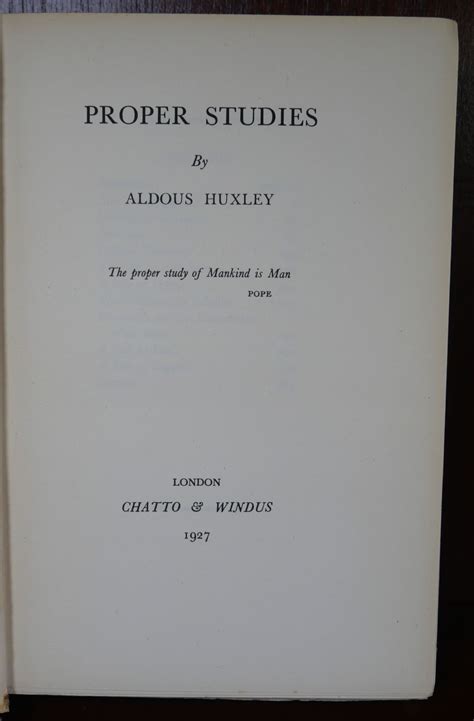 PROPER STUDIES
By
ALDOUS HUXLEY
The proper study of Mankind is Man
POPE
LONDON
CHATTO & WINDUS
1927